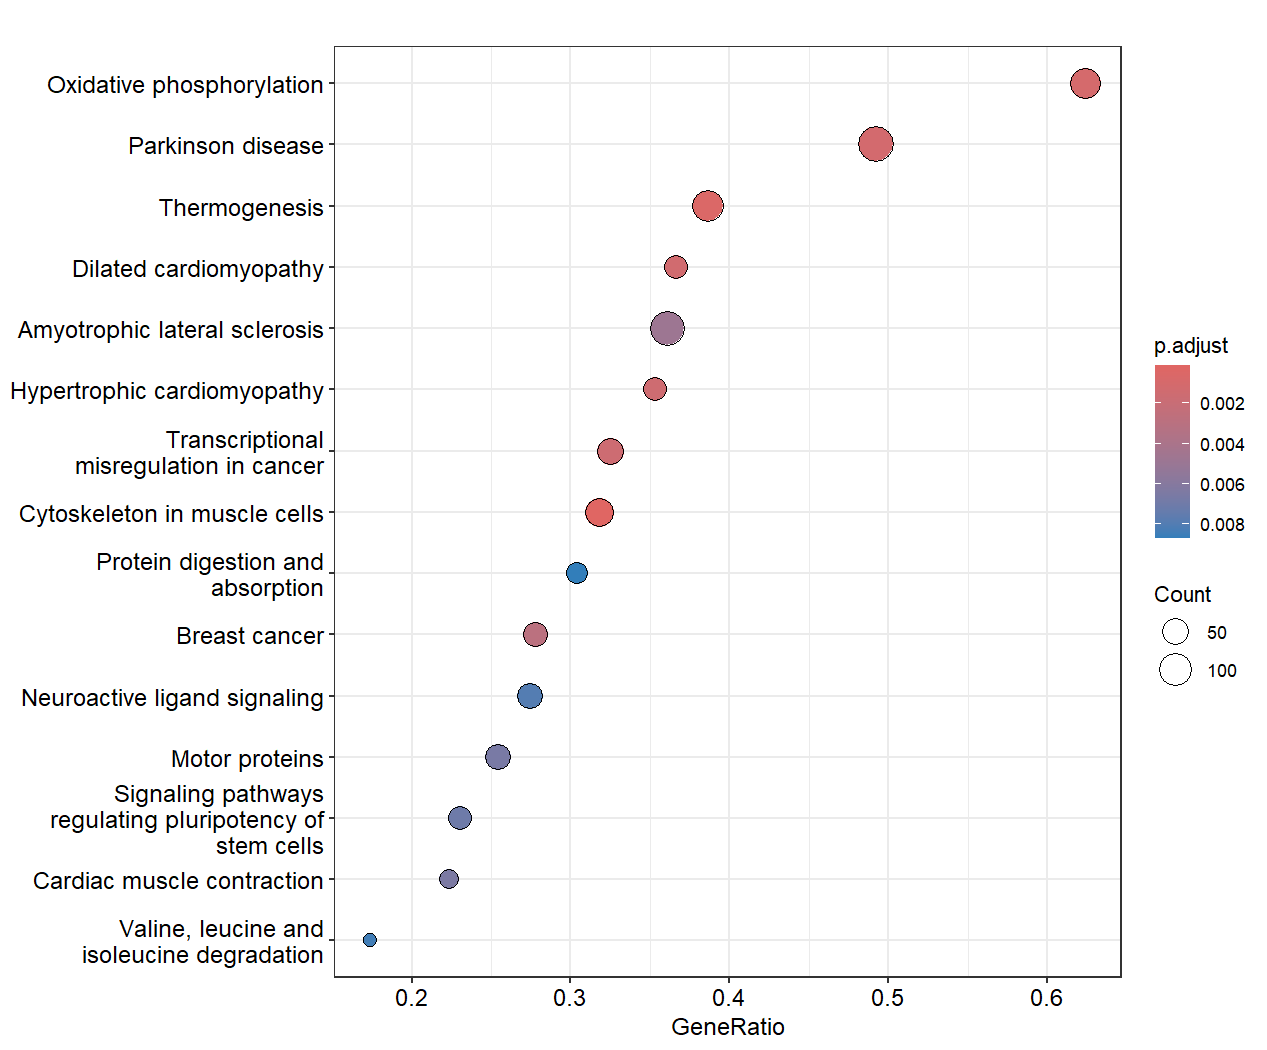 Oxidative phosphorylation
Parkinson disease
Thermogenesis
Dilated cardiomyopathy
Amyotrophic lateral sclerosis
Hypertrophic cardiomyopathy
Transcriptional
misregulation in cancer
Cytoskeleton in muscle cells
Protein digestion and
absorption
Breast cancer
Neuroactive ligand signaling
Motor proteins
Signaling pathways
regulating pluripotency of
stem cells
Cardiac muscle contraction
Valine, leucine and
isoleucine degradation
0.2 0.3 0.4 0.5 0.6
GeneRatio
p.adjust
0.002
0.004
0.006
0.008
Count
50
100